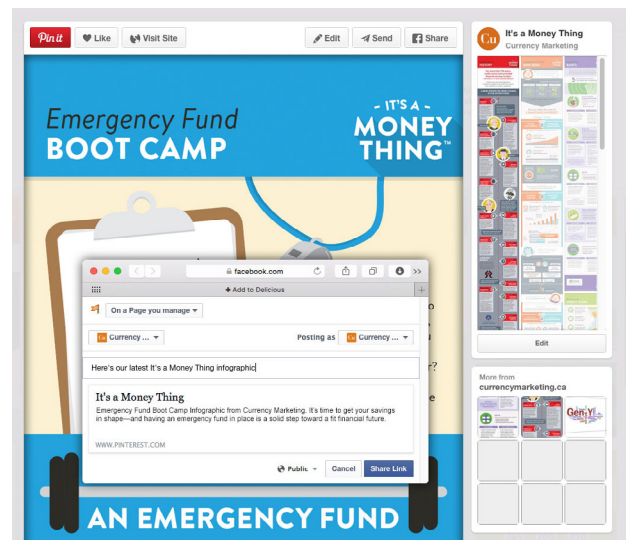 Pin it
Like
Visit Site
Edit
Send
Share
It's a Money Thing
Currency Marketing
Emergency Fund
BOOT CAMP
- IT'S A -
MONEY
THING™
facebook.com
+ Add to Delicious
On a Page you manage
Currency ...
Posting as
Currency ...
Here's our latest It's a Money Thing infographic
It's a Money Thing
Emergency Fund Boot Camp Infographic from Currency Marketing. It's time to get your savings
in shape—and having an emergency fund in place is a solid step toward a fit financial future.
WWW.PINTEREST.COM
Public
Cancel
Share Link
AN EMERGENCY FUND
Edit
More from
currencymarketing.ca
Gen-Y